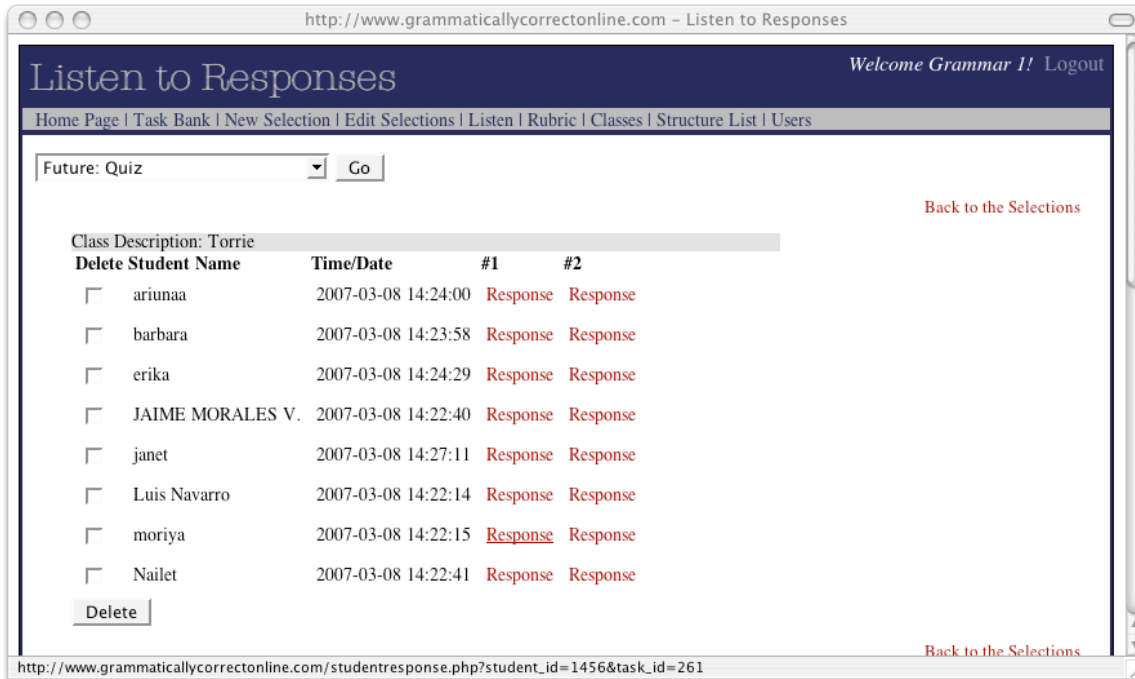 http://www.grammaticallycorrectonline.com – Listen to Responses
Listen to Responses
Welcome Grammar 1! Logout
Home Page | Task Bank | New Selection | Edit Selections | Listen | Rubric | Classes | Structure List | Users
Future: Quiz Go
Back to the Selections
Class Description: Torrie
Delete Student Name Time/Date #1 #2
ariunaa 2007-03-08 14:24:00 Response Response
barbara 2007-03-08 14:23:58 Response Response
erika 2007-03-08 14:24:29 Response Response
JAIME MORALES V. 2007-03-08 14:22:40 Response Response
janet 2007-03-08 14:27:11 Response Response
Luis Navarro 2007-03-08 14:22:14 Response Response
moriya 2007-03-08 14:22:15 Response Response
Nailet 2007-03-08 14:22:41 Response Response
Delete
Back to the Selections
http://www.grammaticallycorrectonline.com/studentresponse.php?student_id=1456&task_id=261